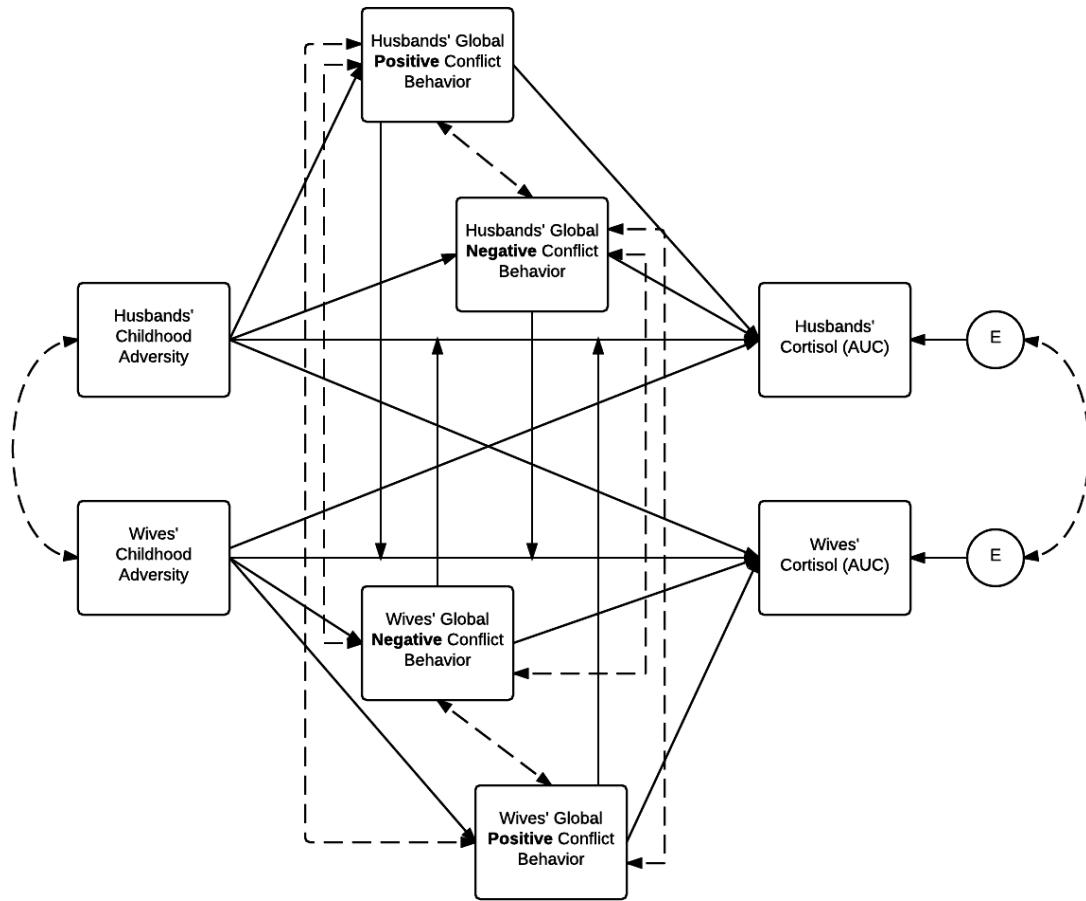 Husbands' Global
Positive Conflict
Behavior
Husbands' Global
Negative Conflict
Behavior
Husbands'
Childhood
Adversity
Husbands'
Cortisol (AUC)
E
Wives'
Childhood
Adversity
Wives'
Cortisol (AUC)
E
Wives' Global
Negative Conflict
Behavior
Wives' Global
Positive Conflict
Behavior